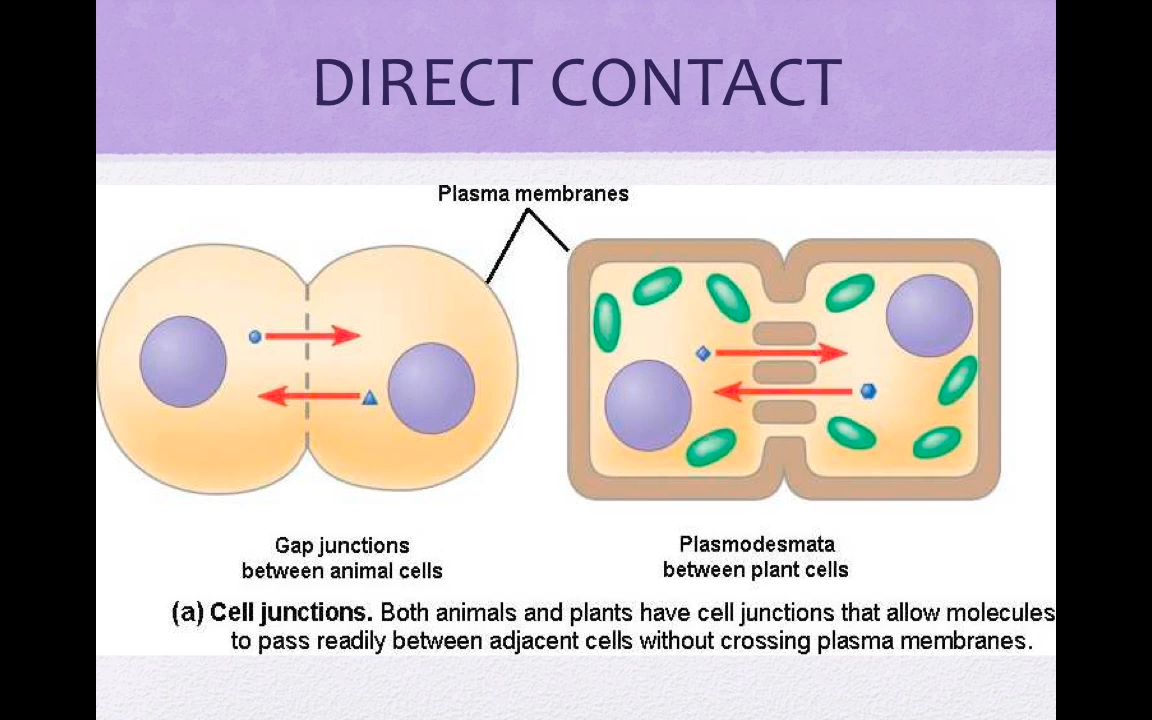 DIRECT CONTACT
Plasma membranes
Gap junctions
between animal cells
Plasmodesmata
between plant cells
(a) Cell junctions. Both animals and plants have cell junctions that allow molecules
to pass readily between adjacent cells without crossing plasma membranes.